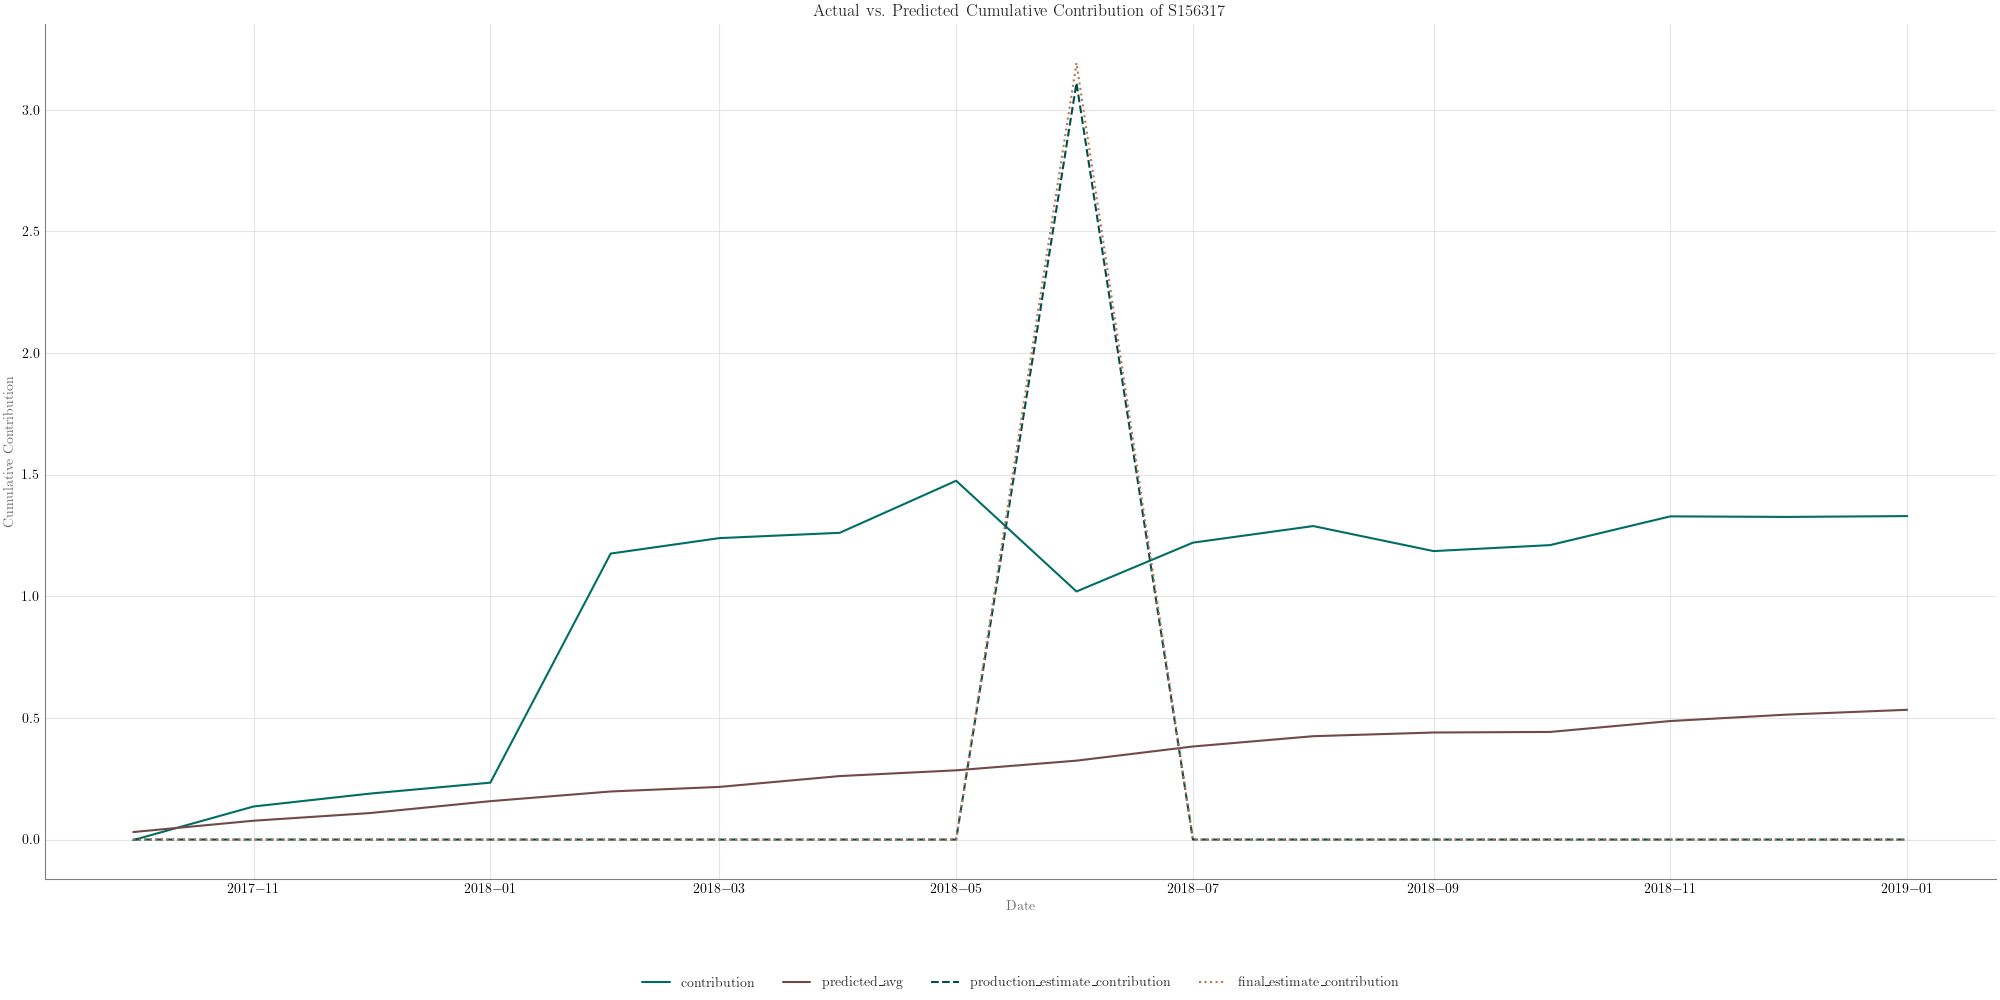 Actual vs. Predicted Cumulative Contribution of S156317
Cumulative Contribution
3.0
2.5
2.0
1.5
1.0
0.5
0.0
2017−11 2018−01 2018−03 2018−05 2018−07 2018−09 2018−11 2019−01
Date
contribution predicted_avg production_estimate_contribution final_estimate_contribution